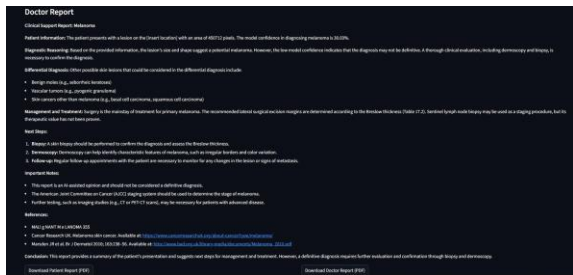 Doctor Report
Clinical Support Report: Melanoma
Patient Information: The patient presents with a lesion on the [insert location] with an area of 450712 pixels. The model confidence in diagnosing melanoma is
Diagnostic Reasoning: Based on the provided information, the lesion's size and shape suggest a potential melanoma. However, the low model confidence indicates that the diagnosis may not be definitive. A thorough clinical evaluation, including dermoscopy and biopsy, is
necessary to confirm the diagnosis.
Differential Diagnosis: Other possible skin lesions that could be considered in the differential diagnosis include:
• Benign moles (e.g., seborrheic keratoses)
• Vascular tumors (e.g., pyogenic granuloma)
• Skin cancers other than melanoma (e.g., basal cell carcinoma, squamous cell carcinoma)
Management and Treatment: Surgery is the mainstay of treatment for primary melanoma. The recommended lateral surgical excision margins are determined according to the Breslow thickness (Table 17.2). Sentinel lymph node biopsy may be used as a staging procedure, but its
therapeutic value has not been proven.
Next Steps:
1. Biopsy: A skin biopsy should be performed to confirm the diagnosis and assess the Breslow thickness.
2. Dermoscopy: Dermoscopy can help identify characteristic features of melanoma, such as irregular borders and color variation.
3. Follow-up: Regular follow-up appointments with the patient are necessary to monitor for any changes in the lesion or signs of metastasis.
Important Notes:
• This report is an AI-assisted opinion and should not be considered a definitive diagnosis.
• The American Joint Committee on Cancer (AJCC) staging system should be used to determine the stage of melanoma.
• Further testing, such as imaging studies (e.g., CT or PET-CT scans), may be necessary for patients with advanced disease.
References:
• Cancer Research UK. Melanoma skin cancer. Available at:
• Marsden JR et al. Br J Dermatol 2010; 163:238–56. Available at:
Conclusion: This report provides a summary of the patient's presentation and suggests next steps for management and treatment. However, a definitive diagnosis requires further evaluation and confirmation through biopsy and dermoscopy.
Download Patient Report (PDF)
Download Doctor Report (PDF)